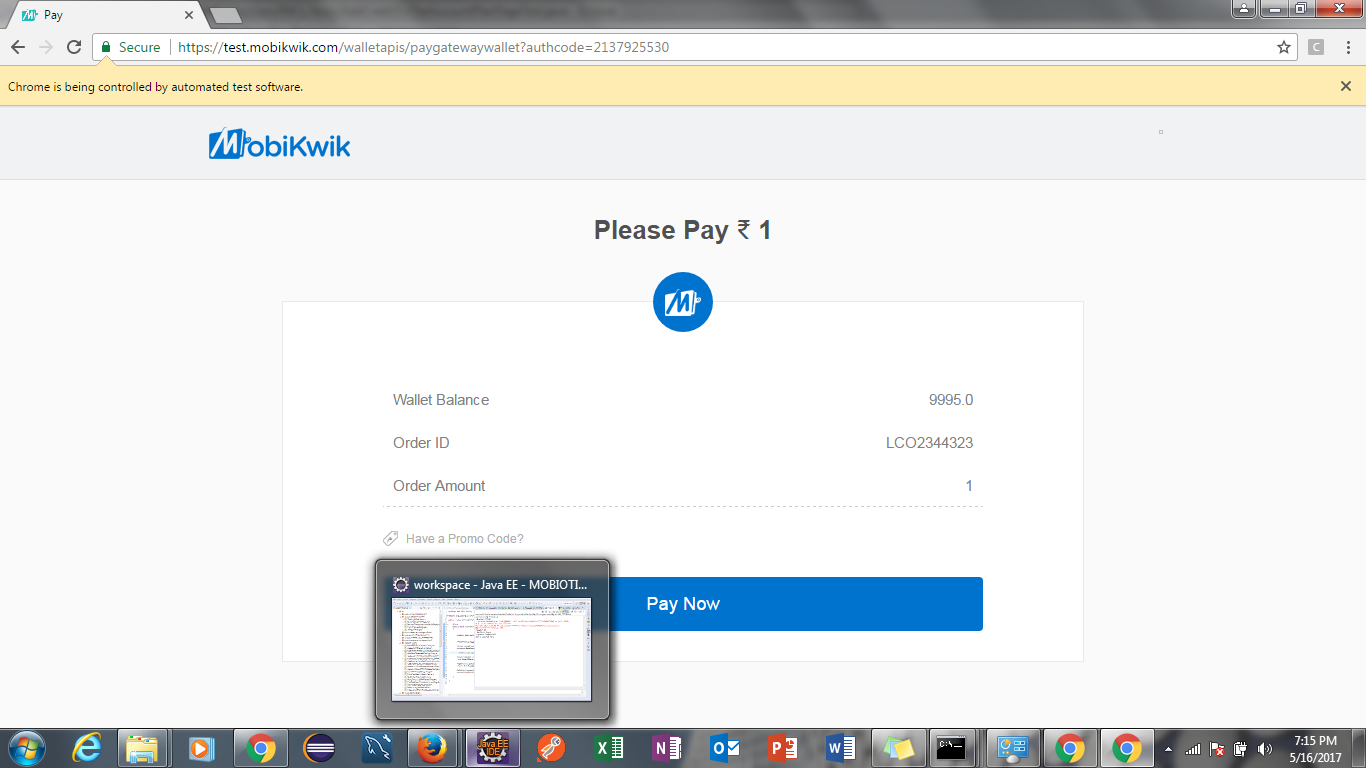 Pay
Secure
https://test.mobikwik.com/walletapis/paygatewaywallet?authcode=2137925530
C
Chrome is being controlled by automated test software.
MobiKwik
Please Pay ₹ 1
M
Wallet Balance 9995.0
Order ID LCO2344323
Order Amount 1
Have a Promo Code?
workspace - Java EE - MOBIOTI...
Pay Now
Java EE
IDE
C:\_
7:15 PM
5/16/2017